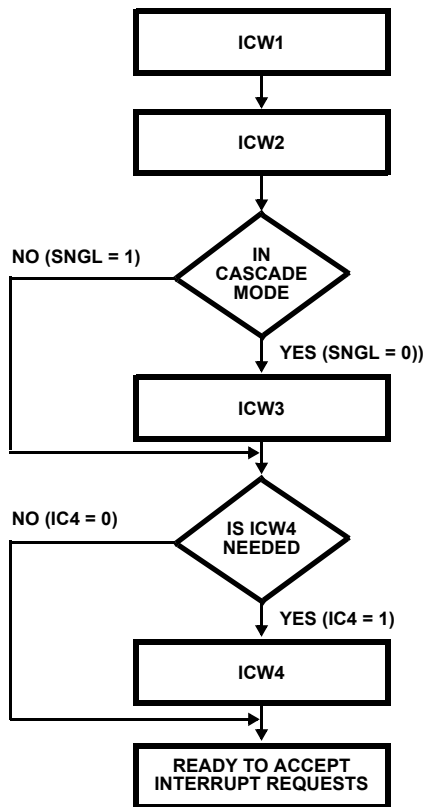 ICW1
ICW2
IN
CASCADE
MODE
NO (SNGL = 1)
YES (SNGL = 0))
ICW3
IS ICW4
NEEDED
NO (IC4 = 0)
YES (IC4 = 1)
ICW4
READY TO ACCEPT
INTERRUPT REQUESTS